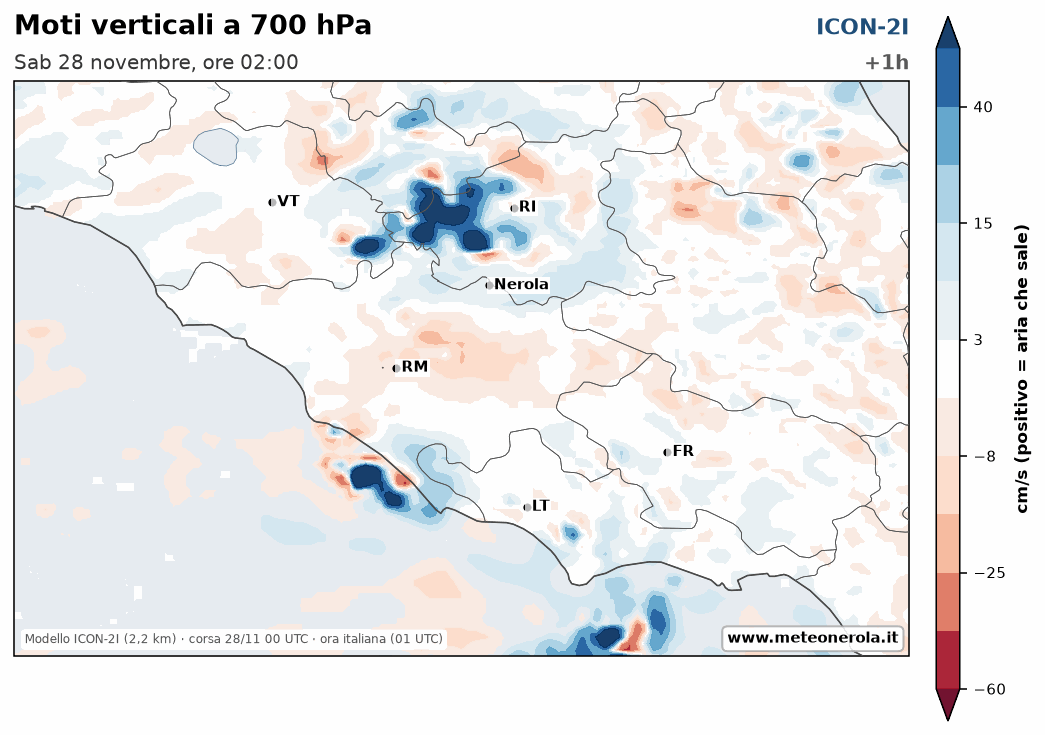 Moti verticali a 700 hPa
ICON-2I
Sab 28 novembre, ore 02:00
+1h
VT
RI
Nerola
RM
FR
LT
Modello ICON-2I (2,2 km) · corsa 28/11 00 UTC · ora italiana (01 UTC)
www.meteonerola.it
40
15
3
−8
−25
−60
cm/s (positivo = aria che sale)